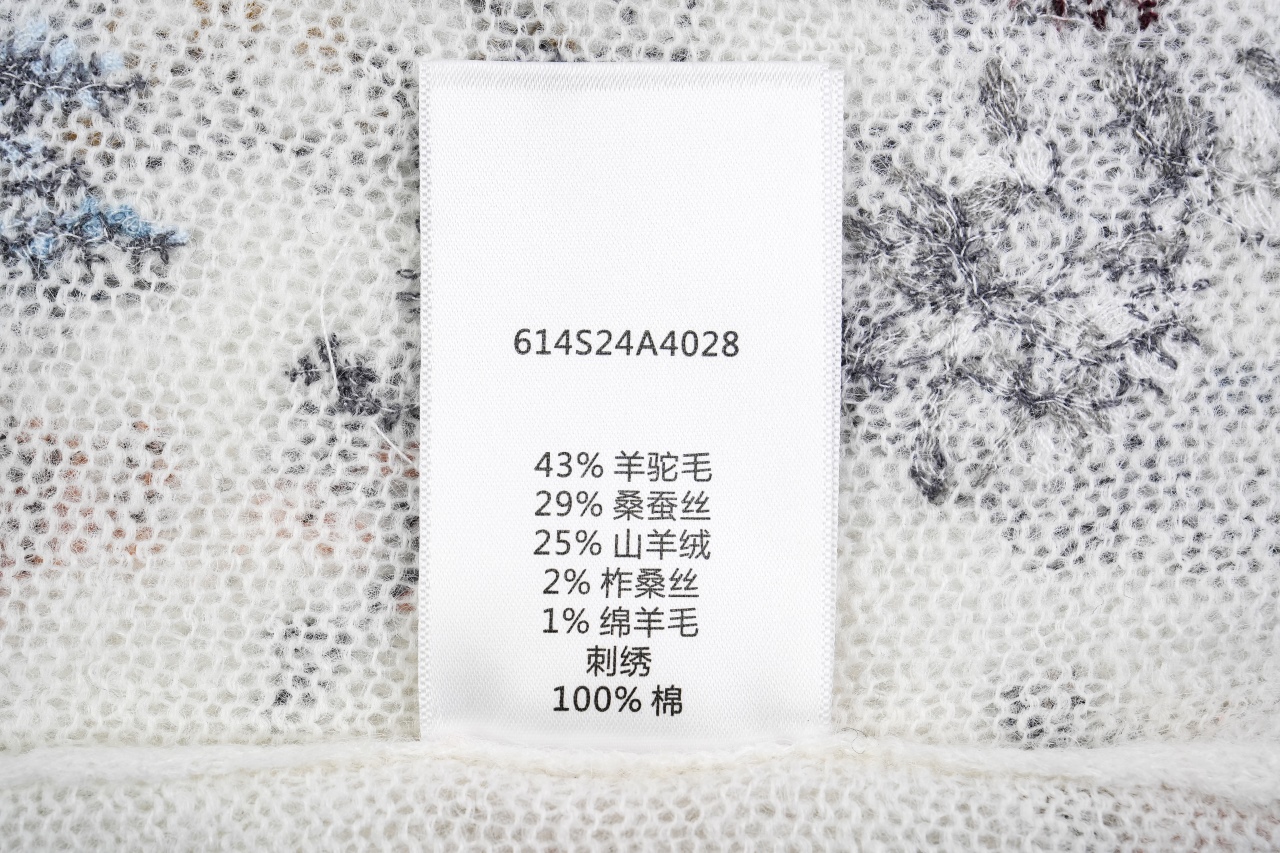 614S24A4028
43% 羊驼毛
29% 桑蚕丝
25% 山羊绒
2% 柞桑丝
1% 绵羊毛
刺绣
100% 棉